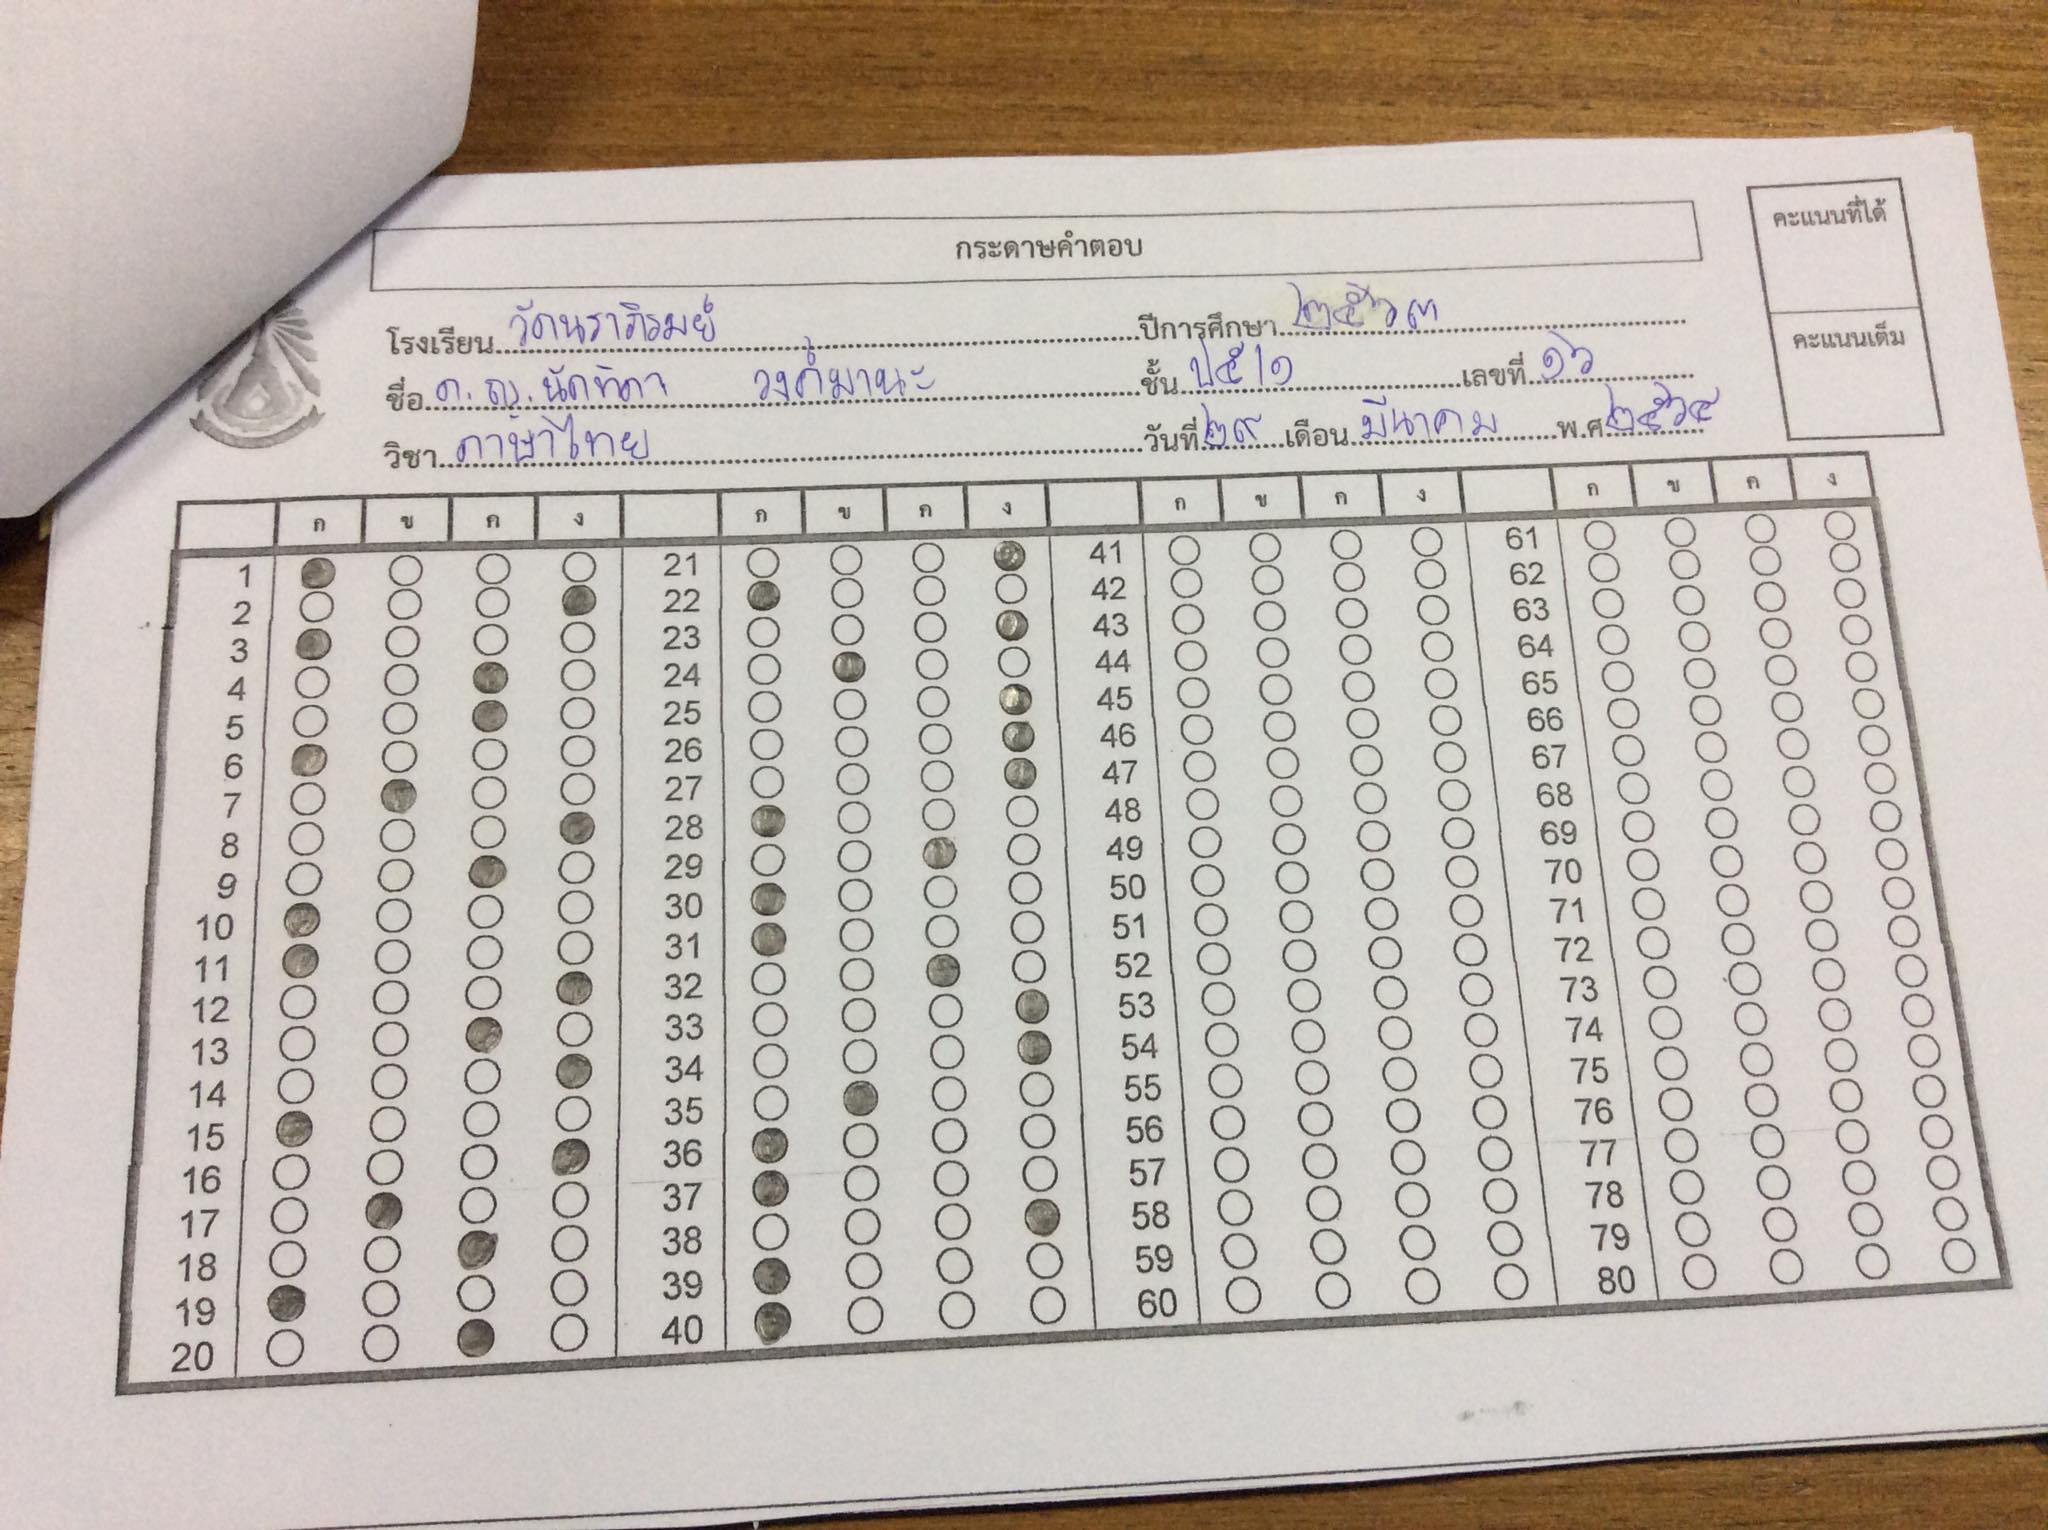 กระดาษคำตอบ
คะแนนที่ได้
คะแนนเต็ม
โรงเรียน วัดนราภิรมย์ ปีการศึกษา ๒๕๖๓
ชื่อ ด.ญ. นัทธิดา วงค์มานะ ชั้น ป๕/๑ เลขที่ ๑๖
วิชา ภาษาไทย วันที่ ๒๙ เดือน มีนาคม พ.ศ ๒๕๖๔
ก ข ค ง ก ข ค ง ก ข ค ง ก ข ค ง
1 21 41 61
2 22 42 62
3 23 43 63
4 24 44 64
5 25 45 65
6 26 46 66
7 27 47 67
8 28 48 68
9 29 49 69
10 30 50 70
11 31 51 71
12 32 52 72
13 33 53 73
14 34 54 74
15 35 55 75
16 36 56 76
17 37 57 77
18 38 58 78
19 39 59 79
20 40 60 80